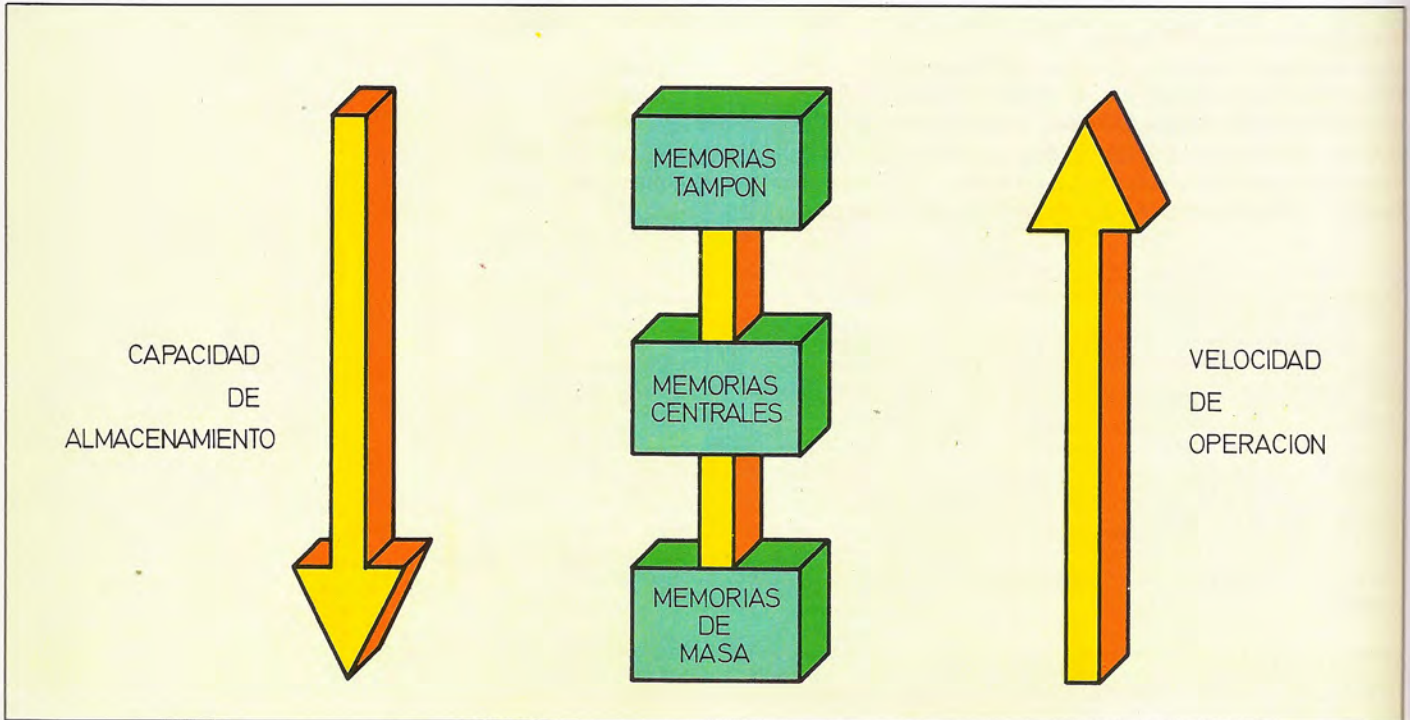 CAPACIDAD
DE
ALMACENAMIENTO
MEMORIAS
TAMPON
MEMORIAS
CENTRALES
MEMORIAS
DE
MASA
VELOCIDAD
DE
OPERACION